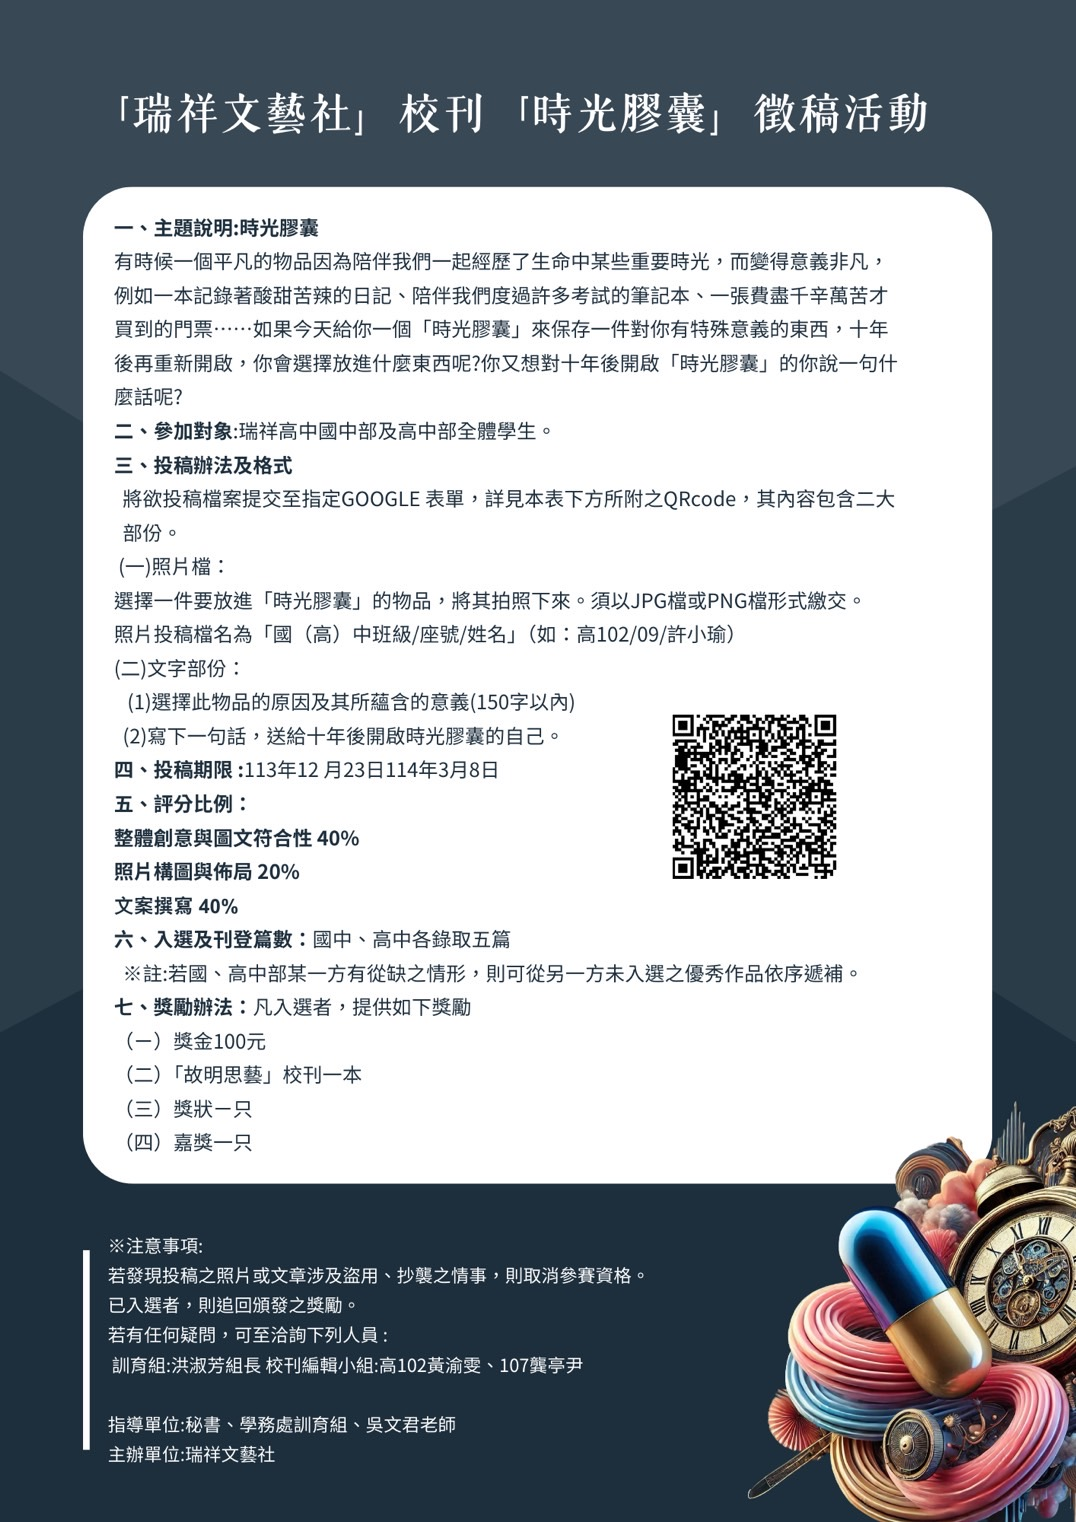 「瑞祥文藝社」 校刊 「時光膠囊」 徵稿活動
一、主題說明:時光膠囊
有時候一個平凡的物品因為陪伴我們一起經歷了生命中某些重要時光，而變得意義非凡，
例如一本記錄著酸甜苦辣的日記、陪伴我們度過許多考試的筆記本、一張費盡千辛萬苦才
買到的門票……如果今天給你一個「時光膠囊」來保存一件對你有特殊意義的東西，十年
後再重新開啟，你會選擇放進什麼東西呢?你又想對十年後開啟「時光膠囊」的你說一句什
麼話呢?
二、參加對象:瑞祥高中國中部及高中部全體學生。
三、投稿辦法及格式
將欲投稿檔案提交至指定GOOGLE 表單，詳見本表下方所附之QRcode，其內容包含二大
部份。
(一)照片檔：
選擇一件要放進「時光膠囊」的物品，將其拍照下來。須以JPG檔或PNG檔形式繳交。
照片投稿檔名為「國（高）中班級/座號/姓名」（如：高102/09/許小瑜）
(二)文字部份：
(1)選擇此物品的原因及其所蘊含的意義(150字以內)
(2)寫下一句話，送給十年後開啟時光膠囊的自己。
四、投稿期限 :113年12 月23日114年3月8日
五、評分比例：
整體創意與圖文符合性 40%
照片構圖與佈局 20%
文案撰寫 40%
六、入選及刊登篇數：國中、高中各錄取五篇
※註:若國、高中部某一方有從缺之情形，則可從另一方未入選之優秀作品依序遞補。
七、獎勵辦法：凡入選者，提供如下獎勵
（一）獎金100元
（二）「故明思藝」校刊一本
（三）獎狀一只
（四）嘉獎一只
※注意事項:
若發現投稿之照片或文章涉及盜用、抄襲之情事，則取消參賽資格。
已入選者，則追回頒發之獎勵。
若有任何疑問，可至洽詢下列人員 :
訓育組:洪淑芳組長 校刊編輯小組:高102黃渝雯、107龔亭尹
指導單位:秘書、學務處訓育組、吳文君老師
主辦單位:瑞祥文藝社